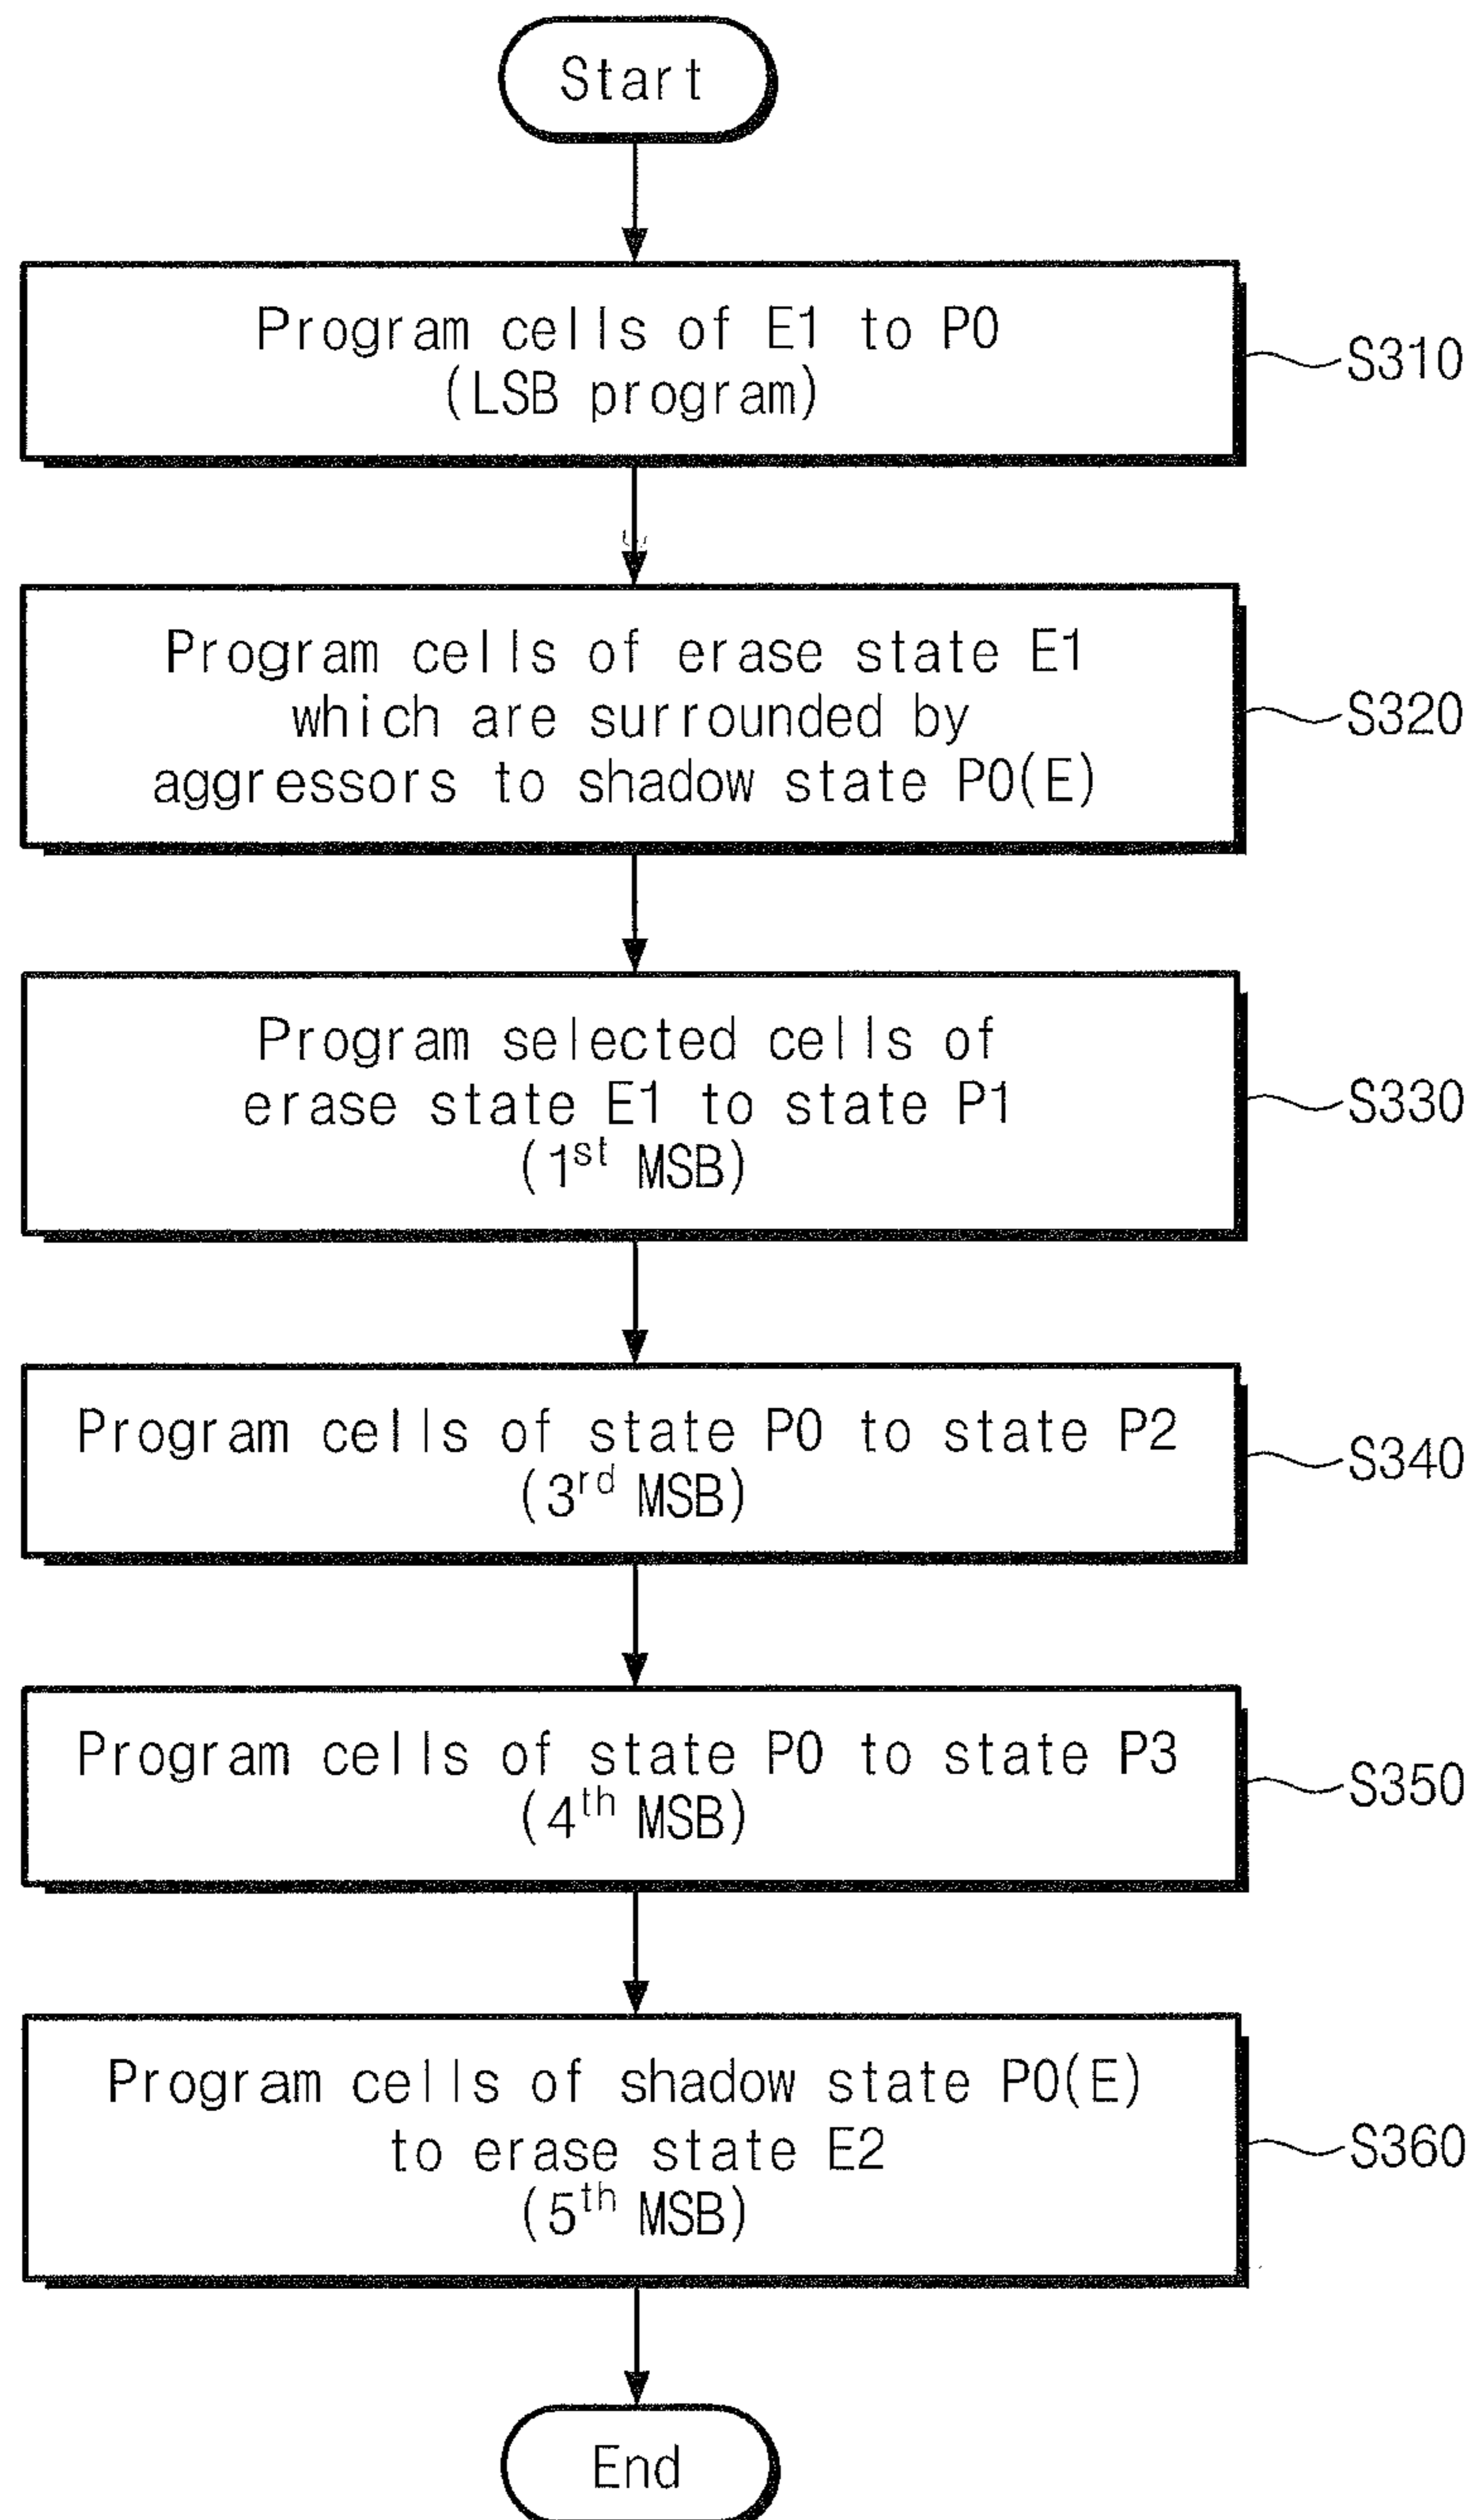 Start
Program cells of E1 to P0
(LSB program)
S310
Program cells of erase state E1
which are surrounded by
aggressors to shadow state P0(E)
S320
Program selected cells of
erase state E1 to state P1
(1st MSB)
S330
Program cells of state P0 to state P2
(3rd MSB)
S340
Program cells of state P0 to state P3
(4th MSB)
S350
Program cells of shadow state P0(E)
to erase state E2
(5th MSB)
S360
End